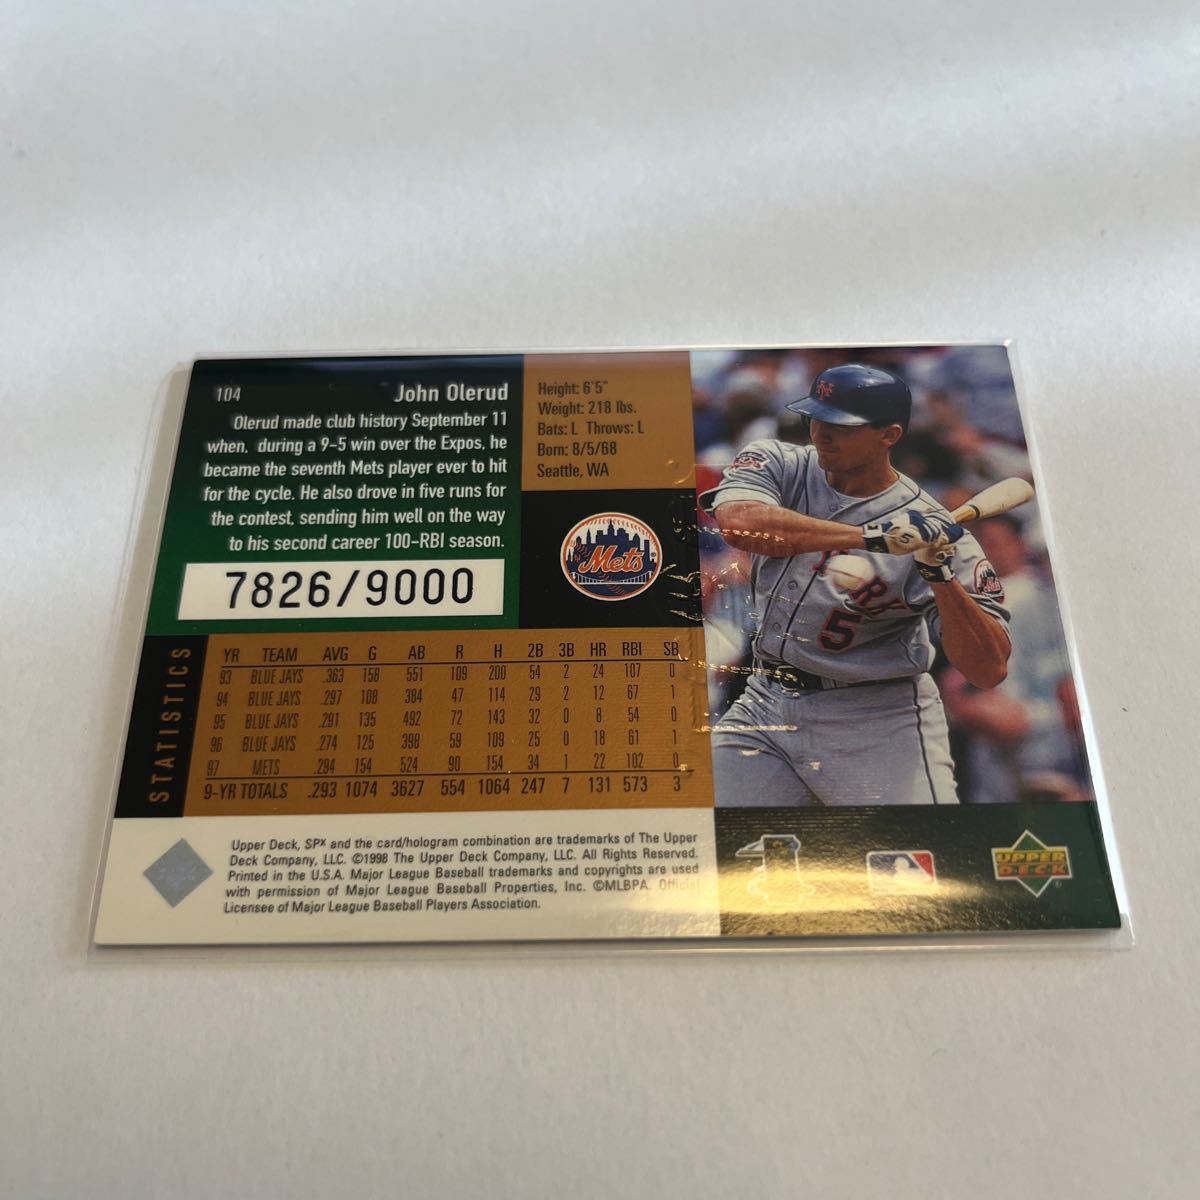 104 John Olerud
Olerud made club history September 11
when, during a 9-5 win over the Expos, he
became the seventh Mets player ever to hit
for the cycle. He also drove in five runs for
the contest, sending him well on the way
to his second career 100-RBI season.
7826/9000
Height: 6'5"
Weight: 218 lbs.
Bats: L Throws: L
Born: 8/5/68
Seattle, WA
Mets
NY
YORK
5
STATISTICS
YR TEAM AVG G AB R H 2B 3B HR RBI SB
93 BLUE JAYS .363 158 551 109 200 54 2 24 107 0
94 BLUE JAYS .297 108 384 47 114 29 2 12 67 1
95 BLUE JAYS .291 135 492 72 143 32 0 8 54 0
96 BLUE JAYS .274 125 398 59 109 25 0 18 61 1
97 METS .294 154 524 90 154 34 1 22 102 0
9-YR TOTALS .293 1074 3627 554 1064 247 7 131 573 3
Upper Deck, SPx and the card/hologram combination are trademarks of The Upper
Deck Company, LLC. ©1998 The Upper Deck Company, LLC. All Rights Reserved.
Printed in the U.S.A. Major League Baseball trademarks and copyrights are used
with permission of Major League Baseball Properties, Inc. ©MLBPA. Official
Licensee of Major League Baseball Players Association.
UPPER
DECK